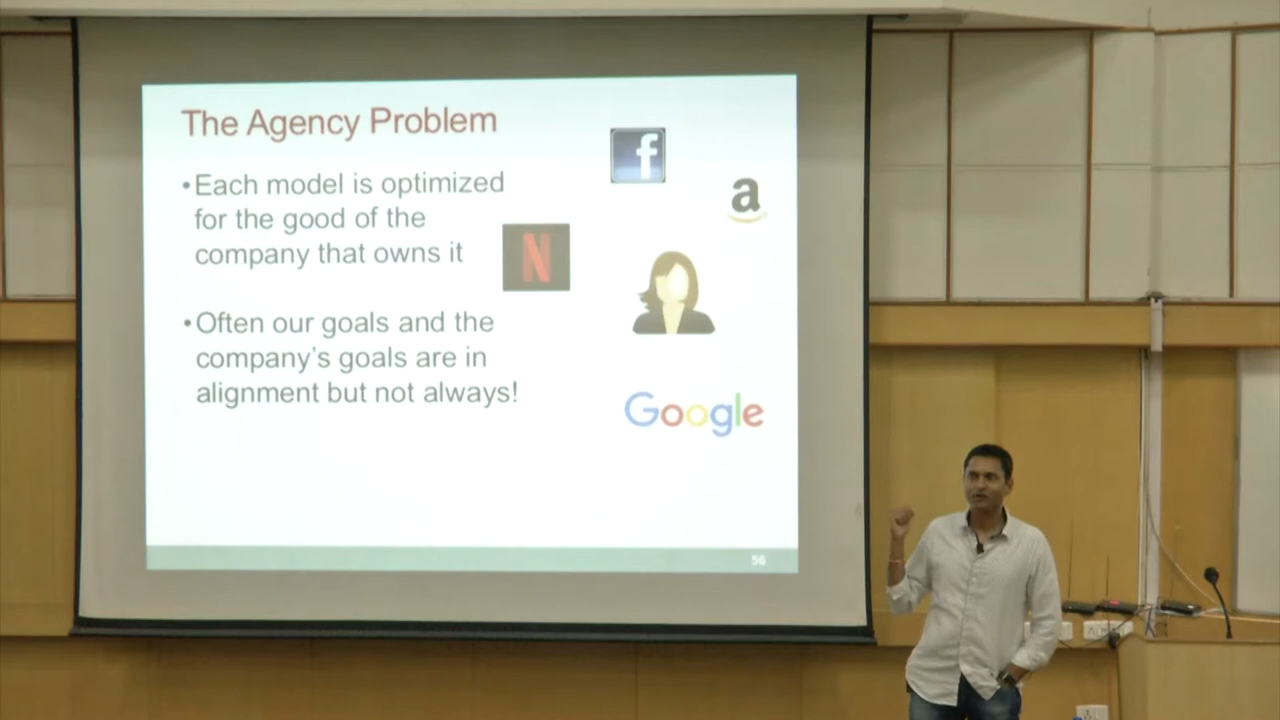 The Agency Problem
•Each model is optimized
for the good of the
company that owns it
•Often our goals and the
company's goals are in
alignment but not always!
f
a
N
Google
56